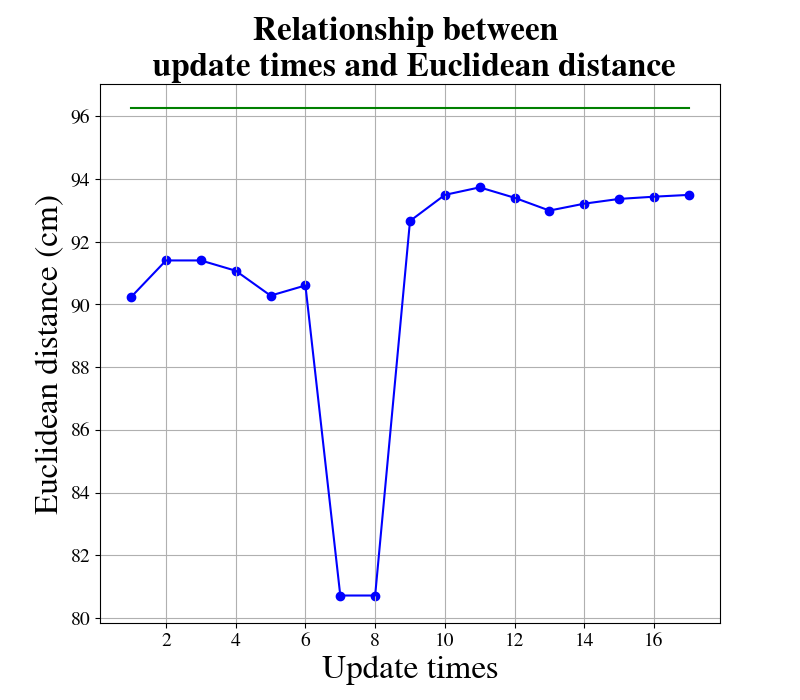 Relationship between
update times and Euclidean distance
96
94
92
90
88
86
84
82
80
Euclidean distance (cm)
2 4 6 8 10 12 14 16
Update times